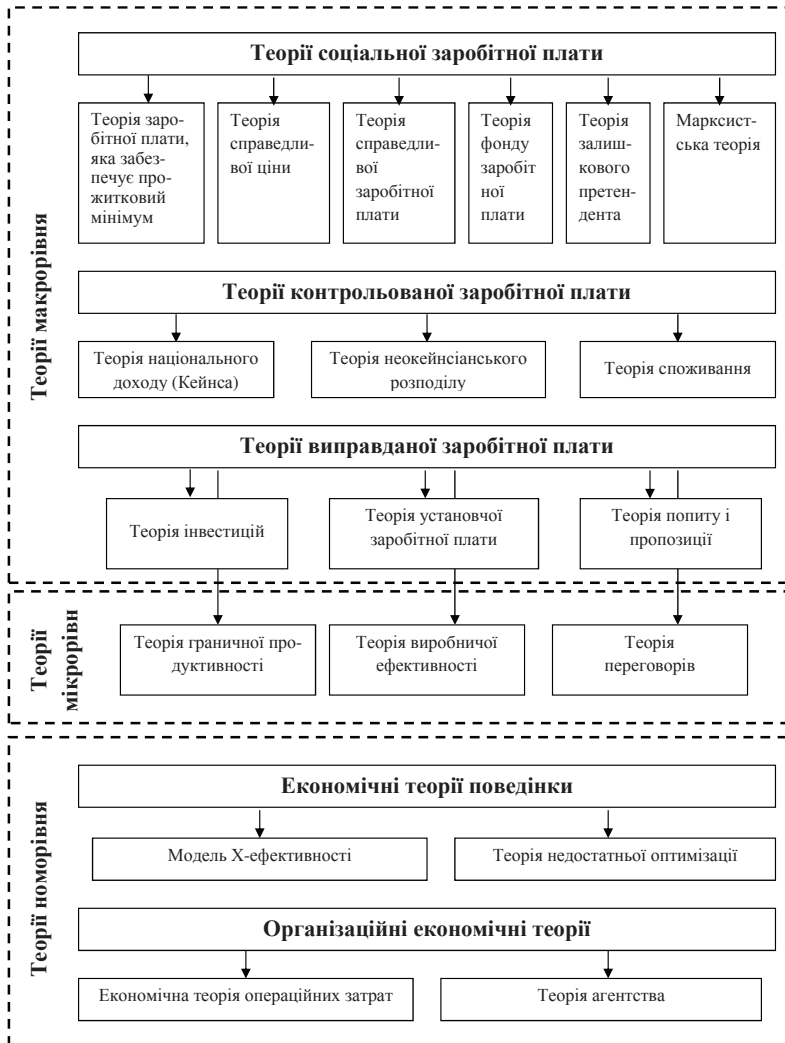 Теорії макрорівня
Теорії соціальної заробітної плати
Теорія заро-
бітної плати,
яка забез-
печує про-
житковий
мінімум
Теорія
справедли-
вої ціни
Теорія
справедли-
вої
заробітної
плати
Теорія
фонду
заробіт
ної
плати
Теорія
залиш-
кового
претен-
дента
Марксист-
ська теорія
Теорії контрольованої заробітної плати
Теорія національного
доходу (Кейнса)
Теорія неокейнсіанського
розподілу
Теорія споживання
Теорії виправданої заробітної плати
Теорія інвестицій
Теорія установчої
заробітної плати
Теорія попиту і
пропозиції
Теорії
мікрорівн
Теорія граничної про-
дуктивності
Теорія виробничої
ефективності
Теорія
переговорів
Теорії номорівня
Економічні теорії поведінки
Модель Х-ефективності
Теорія недостатньої оптимізації
Організаційні економічні теорії
Економічна теорія операційних затрат
Теорія агентства